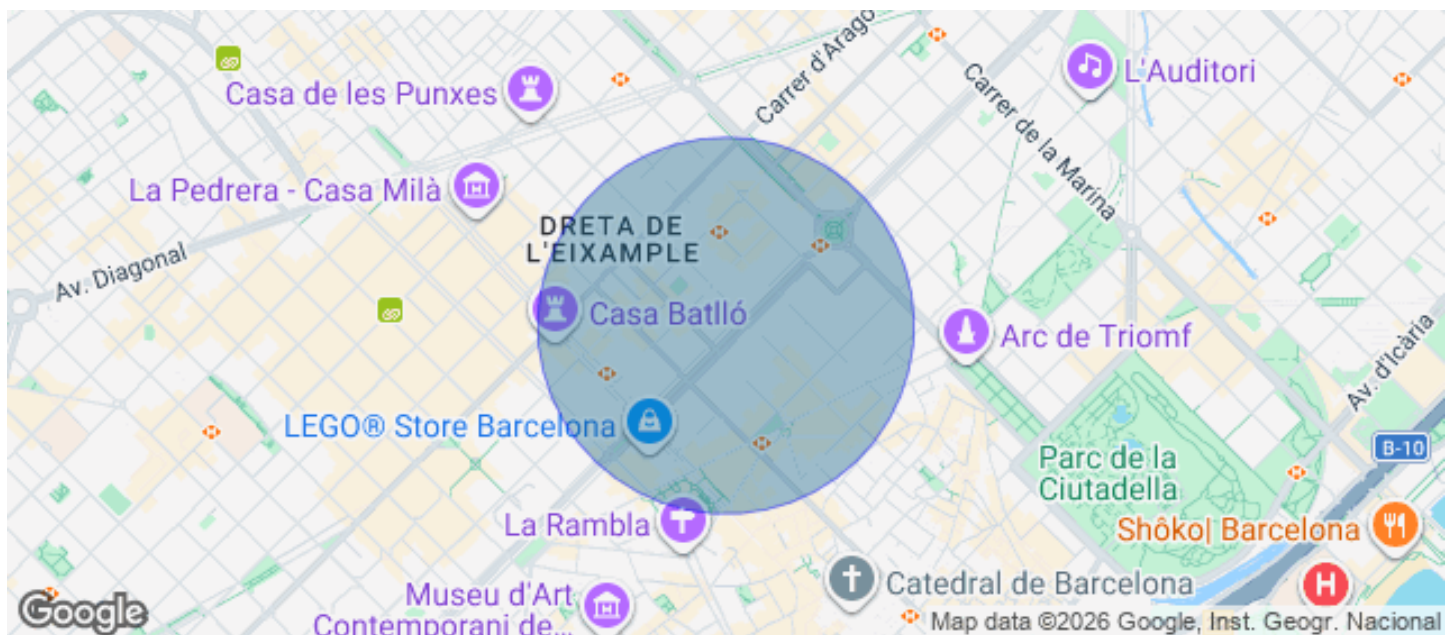 Casa de les Punxes
Carrer d'Arago
L'Auditori
Carrer de la Marina
La Pedrera - Casa Milà
DRETA DE
L'EIXAMPLE
Av. Diagonal
Casa Batlló
Arc de Triomf
Av. d'Icària
LEGO® Store Barcelona
B-10
Parc de la
Ciutadella
La Rambla
Shôko| Barcelona
Catedral de Barcelona
H
Museu d'Art
Contemporani de...
Google
Map data ©2026 Google, Inst. Geogr. Nacional